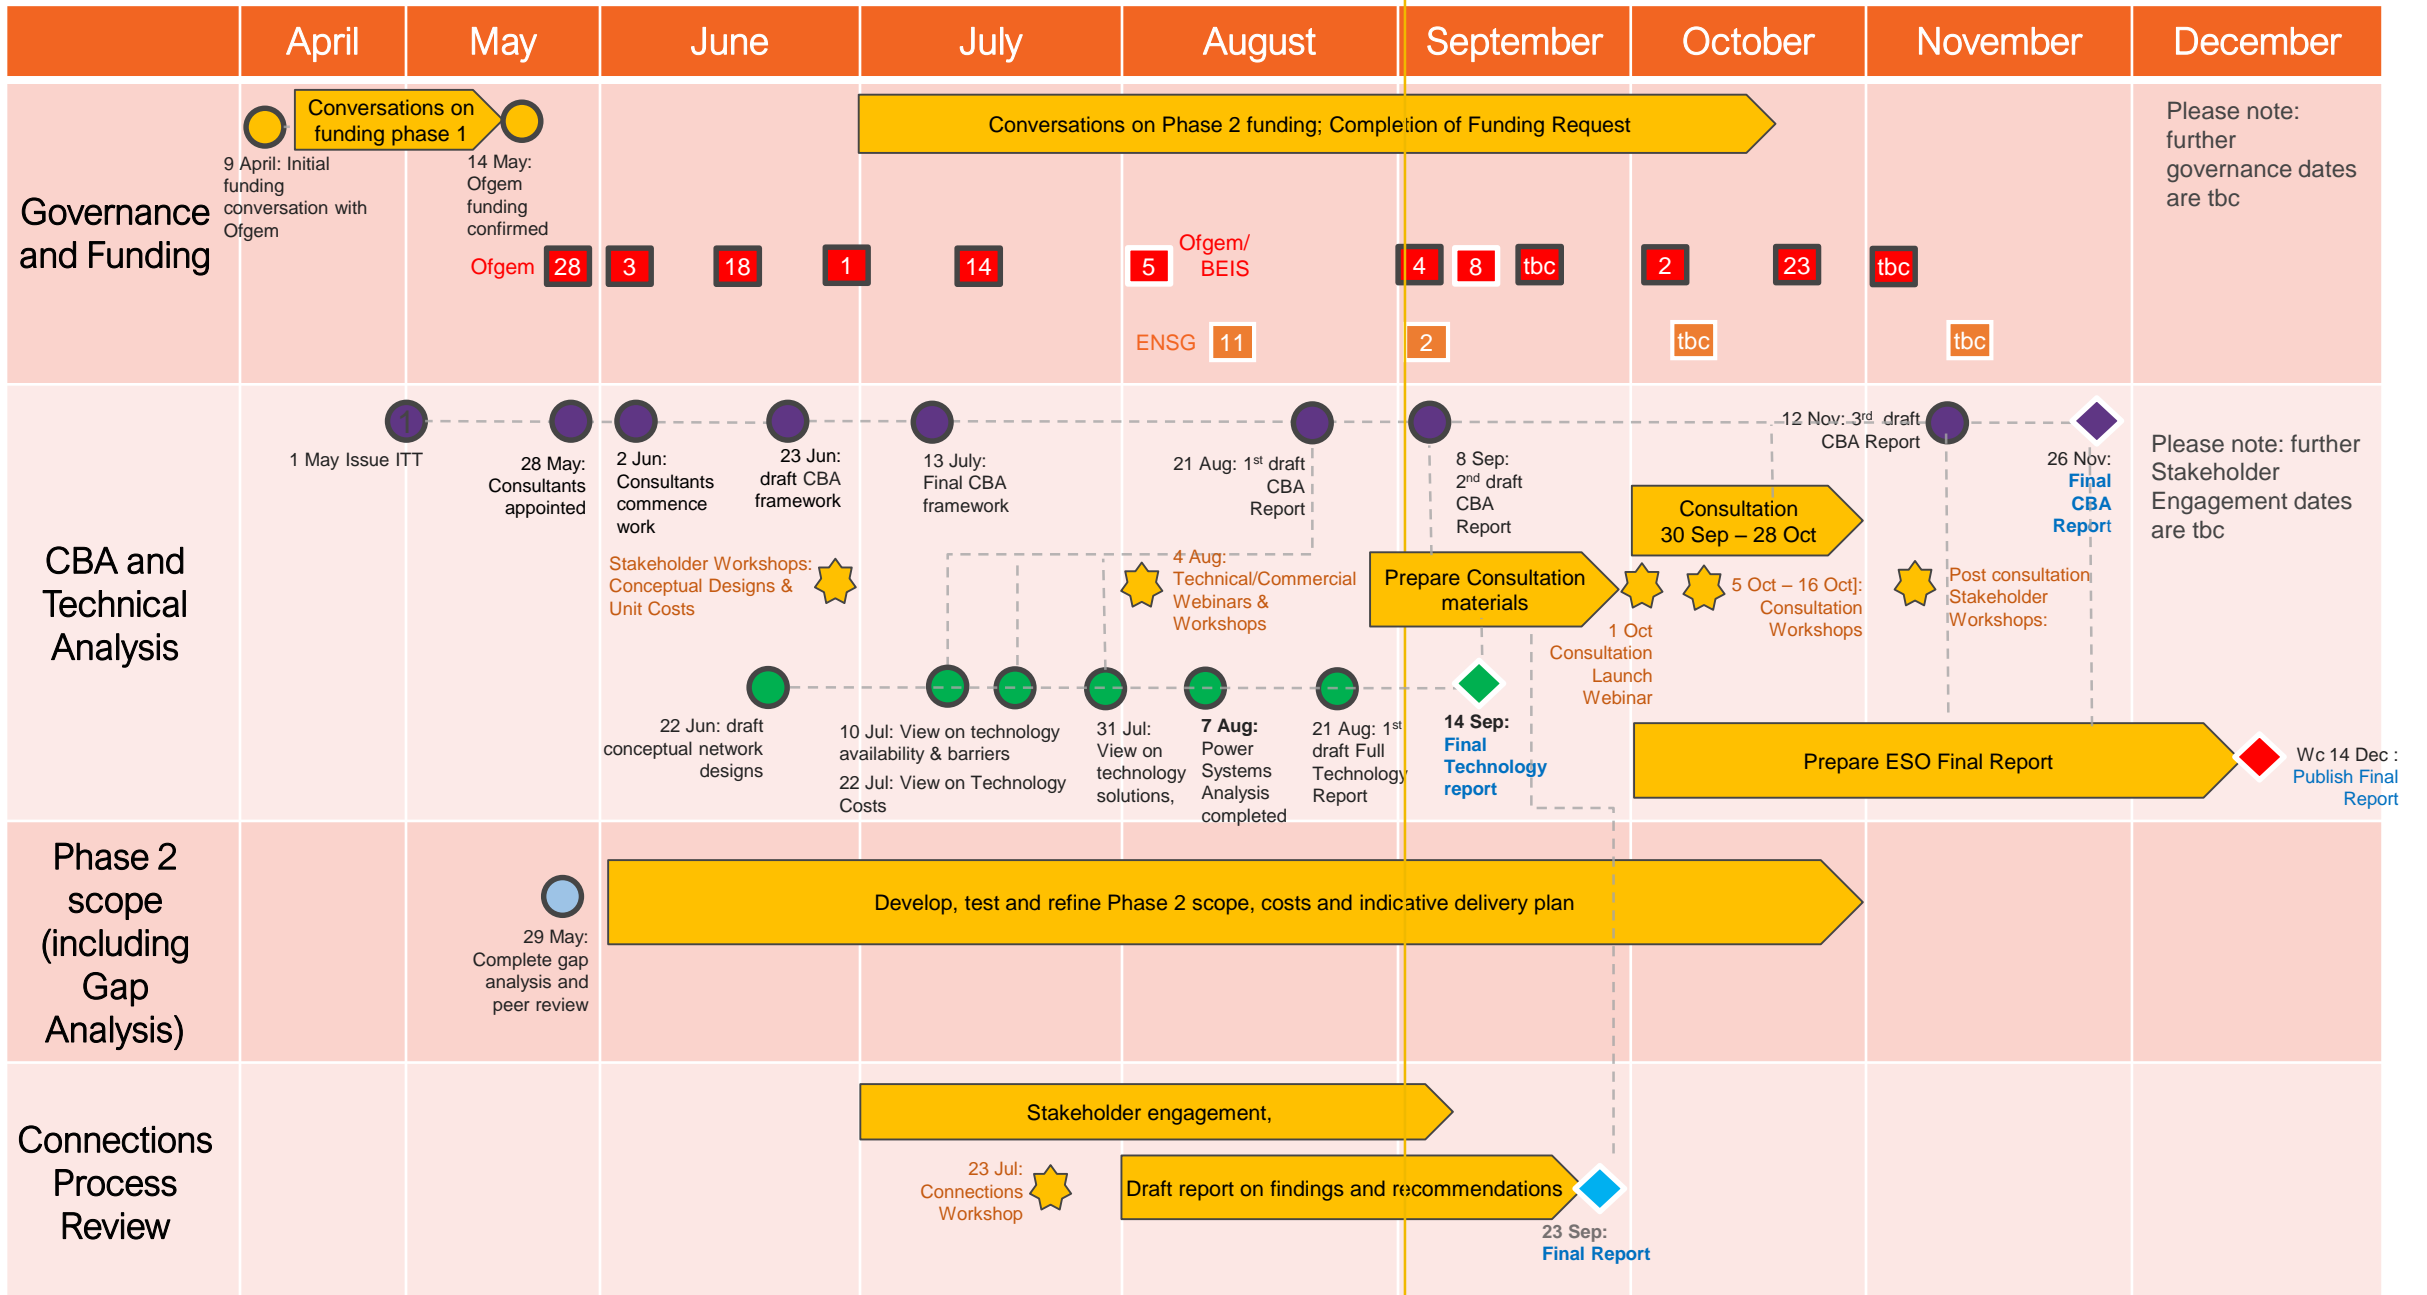 April
May
June
July
August
September
October
November
December
Governance
and Funding
Conversations on
funding phase 1
9 April: Initial
funding
conversation with
Ofgem
14 May:
Ofgem
funding
confirmed
Conversations on Phase 2 funding; Completion of Funding Request
Please note:
further
governance dates
are tbc
Ofgem
28
3
18
1
14
5
Ofgem/
BEIS
4
8
tbc
2
23
tbc
ENSG
11
2
tbc
tbc
CBA and
Technical
Analysis
1
1 May Issue ITT
28 May:
Consultants
appointed
2 Jun:
Consultants
commence
work
23 Jun:
draft CBA
framework
13 July:
Final CBA
framework
21 Aug: 1st draft
CBA
Report
8 Sep:
2nd draft
CBA
Report
12 Nov: 3rd draft
CBA Report
26 Nov:
Final
CBA
Report
Please note: further
Stakeholder
Engagement dates
are tbc
Consultation
30 Sep – 28 Oct
Stakeholder Workshops:
Conceptual Designs &
Unit Costs
4 Aug:
Technical/Commercial
Webinars &
Workshops
Prepare Consultation
materials
1 Oct
Consultation
Launch
Webinar
5 Oct – 16 Oct]:
Consultation
Workshops
Post consultation
Stakeholder
Workshops:
22 Jun: draft
conceptual network
designs
10 Jul: View on technology
availability & barriers
22 Jul: View on Technology
Costs
31 Jul:
View on
technology
solutions,
7 Aug:
Power
Systems
Analysis
completed
21 Aug: 1st
draft Full
Technology
Report
14 Sep:
Final
Technology
report
Prepare ESO Final Report
Wc 14 Dec :
Publish Final
Report
Phase 2
scope
(including
Gap
Analysis)
29 May:
Complete gap
analysis and
peer review
Develop, test and refine Phase 2 scope, costs and indicative delivery plan
Connections
Process
Review
Stakeholder engagement,
23 Jul:
Connections
Workshop
Draft report on findings and recommendations
23 Sep:
Final Report